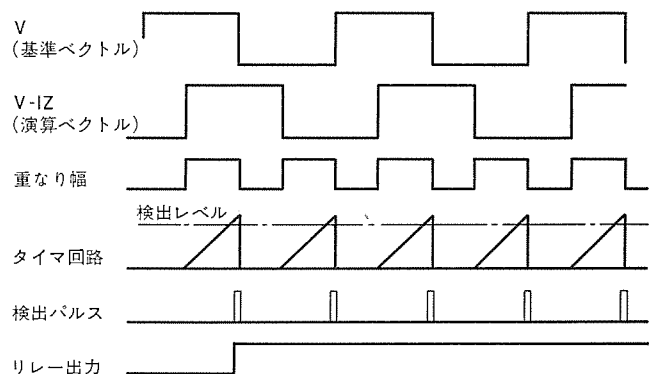 V
(基準ベクトル)
V-IZ
(演算ベクトル)
重なり幅
検出レベル
タイマ回路
検出パルス
リレー出力